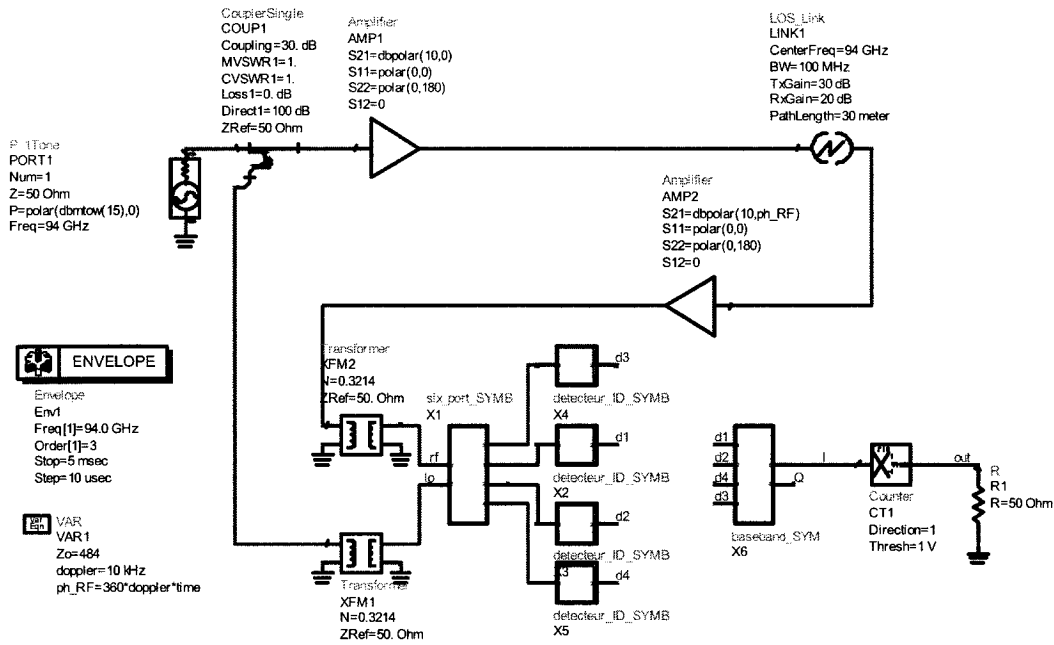 CouplerSingle
COUP1
Coupling=30. dB
MVSWR1=1.
CVSWR1=1.
Loss1=0. dB
Direct1=100 dB
ZRef=50 Ohm
Amplifier
AMP1
S21=dbpolar(10,0)
S11=polar(0,0)
S22=polar(0,180)
S12=0
LOS_Link
LINK1
CenterFreq=94 GHz
BW=100 MHz
TxGain=30 dB
RxGain=20 dB
PathLength=30 meter
P_1Tone
PORT1
Num=1
Z=50 Ohm
P=polar(dbmtow(15),0)
Freq=94 GHz
Amplifier
AMP2
S21=dbpolar(10,ph_RF)
S11=polar(0,0)
S22=polar(0,180)
S12=0
ENVELOPE
Envelope
Env1
Freq[1]=94.0 GHz
Order[1]=3
Stop=5 msec
Step=10 usec
Var
Eqn
VAR
VAR1
Zo=484
doppler=10 kHz
ph_RF=360*doppler*time
Transformer
XFM2
N=0.3214
ZRef=50. Ohm
six_port_SYMB
X1
rf
lo
Transformer
XFM1
N=0.3214
ZRef=50. Ohm
d3
detecteur_ID_SYMB
X4
d1
detecteur_ID_SYMB
X2
d2
detecteur_ID_SYMB
X3
d4
detecteur_ID_SYMB
X5
d1
d2
d4
d3
I
Q
baseband_SYM
X6
Counter
CT1
Direction=1
Thresh=1 V
out
R
R1
R=50 Ohm